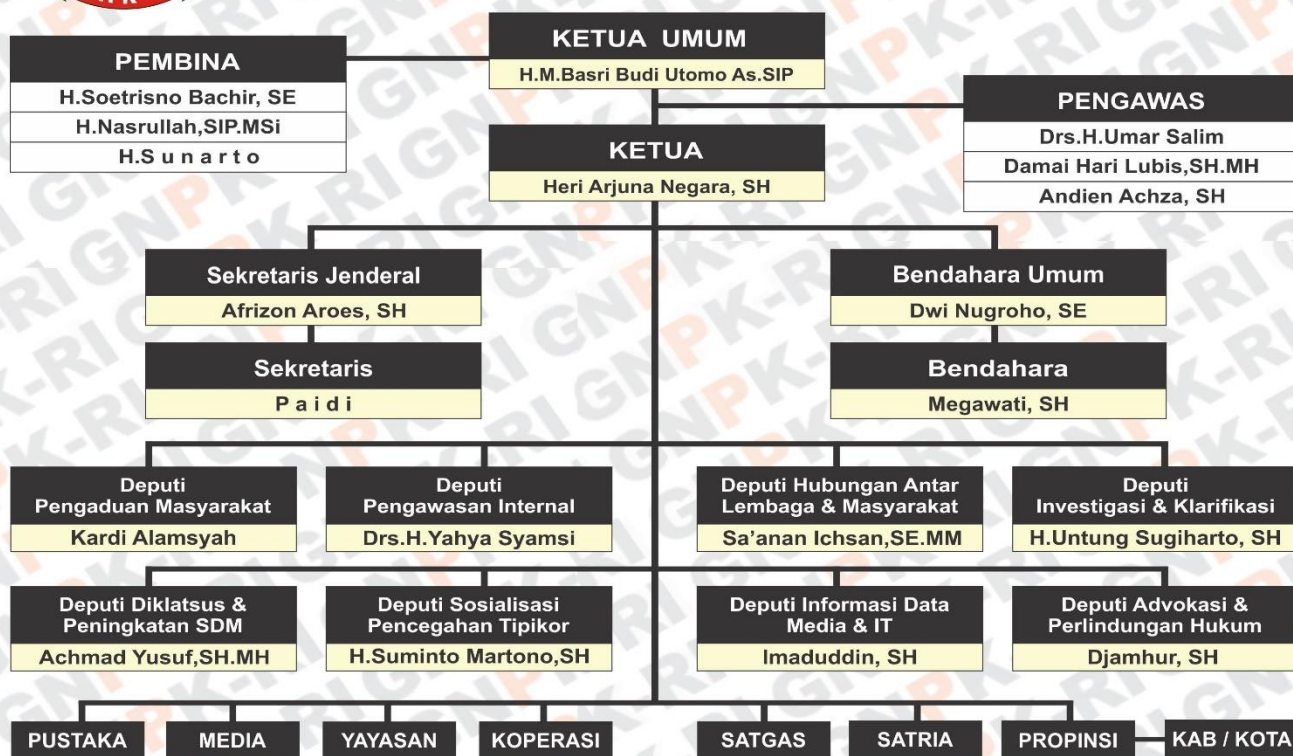 KETUA UMUM
H.M.Basri Budi Utomo As.SIP
PEMBINA
H.Soetrisno Bachir, SE
H.Nasrullah,SIP.MSi
H.S u n a r t o
PENGAWAS
Drs.H.Umar Salim
Damai Hari Lubis,SH.MH
Andien Achza, SH
KETUA
Heri Arjuna Negara, SH
Sekretaris Jenderal
Afrizon Aroes, SH
Bendahara Umum
Dwi Nugroho, SE
Sekretaris
P a i d i
Bendahara
Megawati, SH
Deputi
Pengaduan Masyarakat
Kardi Alamsyah
Deputi
Pengawasan Internal
Drs.H.Yahya Syamsi
Deputi Hubungan Antar
Lembaga & Masyarakat
Sa'anan Ichsan,SE.MM
Deputi
Investigasi & Klarifikasi
H.Untung Sugiharto, SH
Deputi Diklatsus &
Peningkatan SDM
Achmad Yusuf,SH.MH
Deputi Sosialisasi
Pencegahan Tipikor
H.Suminto Martono,SH
Deputi Informasi Data
Media & IT
Imaduddin, SH
Deputi Advokasi &
Perlindungan Hukum
Djamhur, SH
PUSTAKA
MEDIA
YAYASAN
KOPERASI
SATGAS
SATRIA
PROPINSI
KAB / KOTA